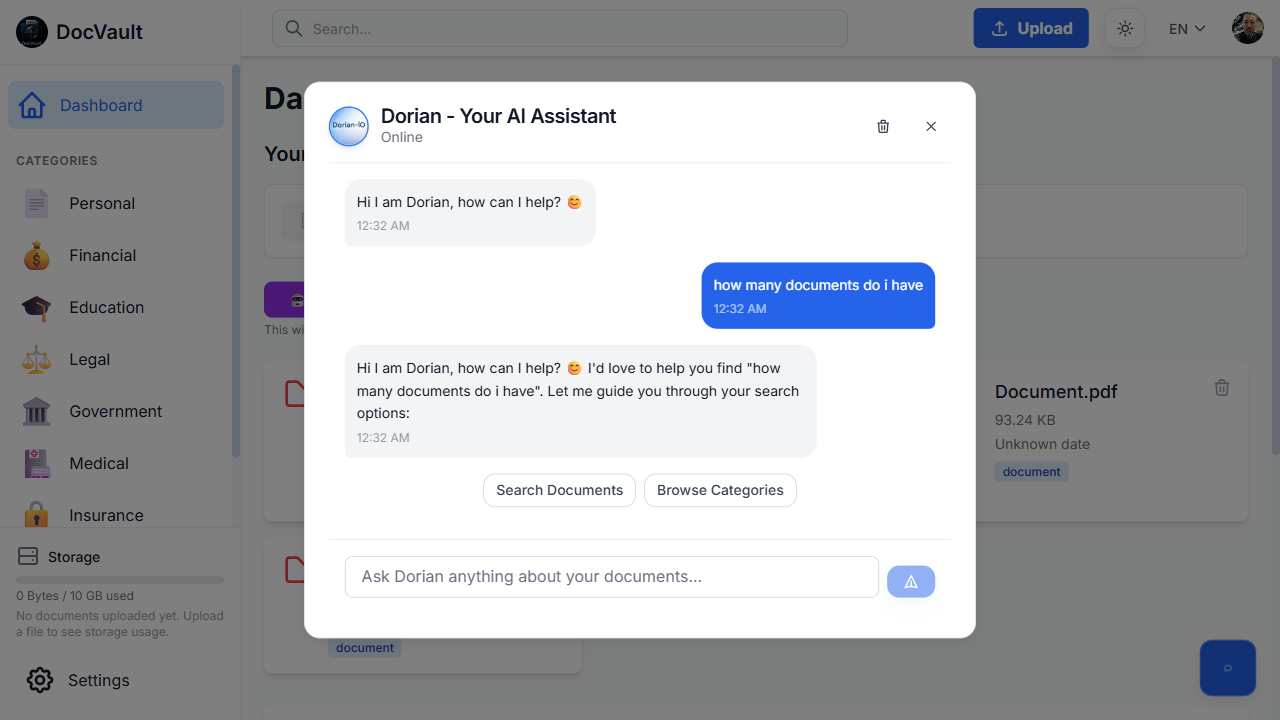 DocVault
Search...
Upload
EN
Dashboard
CATEGORIES
Personal
Financial
Education
Legal
Government
Medical
Insurance
Storage
0 Bytes / 10 GB used
No documents uploaded yet. Upload
a file to see storage usage.
Settings
Da
Your
This wi
Dorian-IO
Dorian - Your AI Assistant
Online
Hi I am Dorian, how can I help? 😊
12:32 AM
how many documents do i have
12:32 AM
Hi I am Dorian, how can I help? 😊 I'd love to help you find "how
many documents do i have". Let me guide you through your search
options:
12:32 AM
Search Documents
Browse Categories
Ask Dorian anything about your documents...
Document.pdf
93.24 KB
Unknown date
document
document